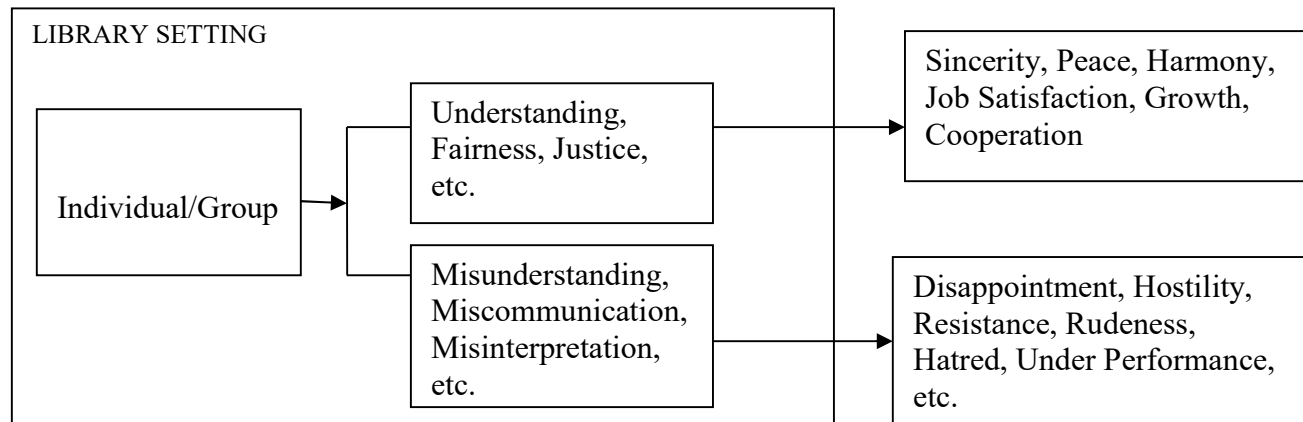 LIBRARY SETTING
Individual/Group
Understanding,
Fairness, Justice,
etc.
Misunderstanding,
Miscommunication,
Misinterpretation,
etc.
Sincerity, Peace, Harmony,
Job Satisfaction, Growth,
Cooperation
Disappointment, Hostility,
Resistance, Rudeness,
Hatred, Under Performance,
etc.